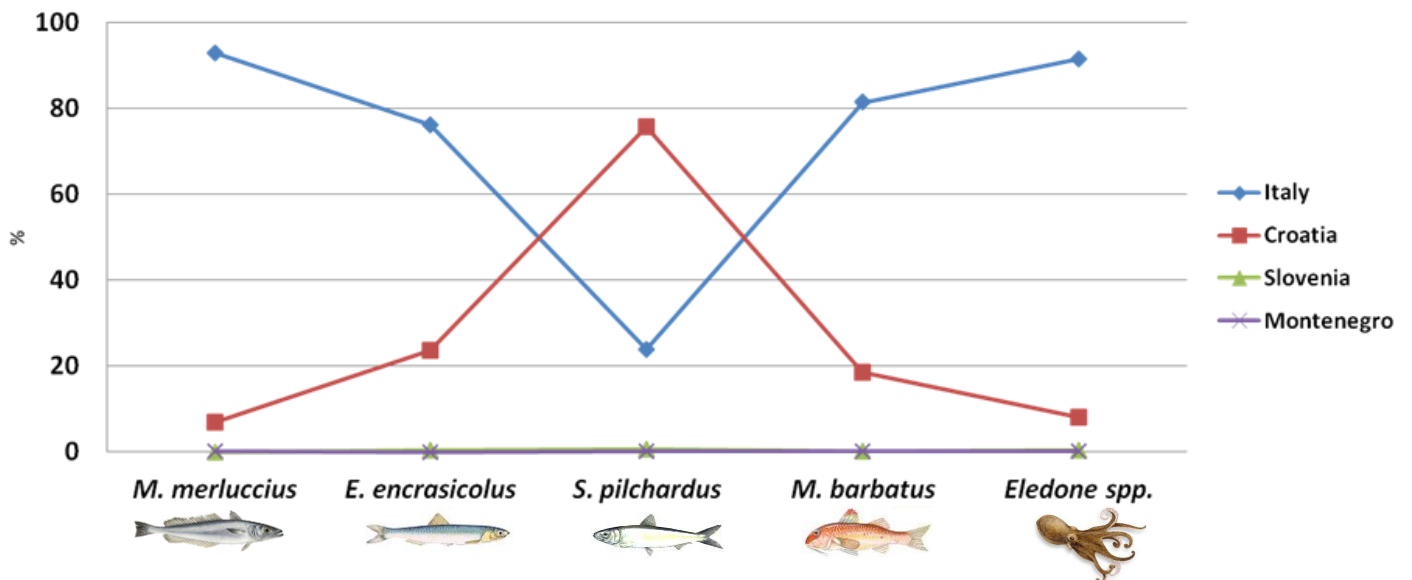 100
80
60
40
20
0
%
M. merluccius E. encrasicolus S. pilchardus M. barbatus Eledone spp.
Italy
Croatia
Slovenia
Montenegro